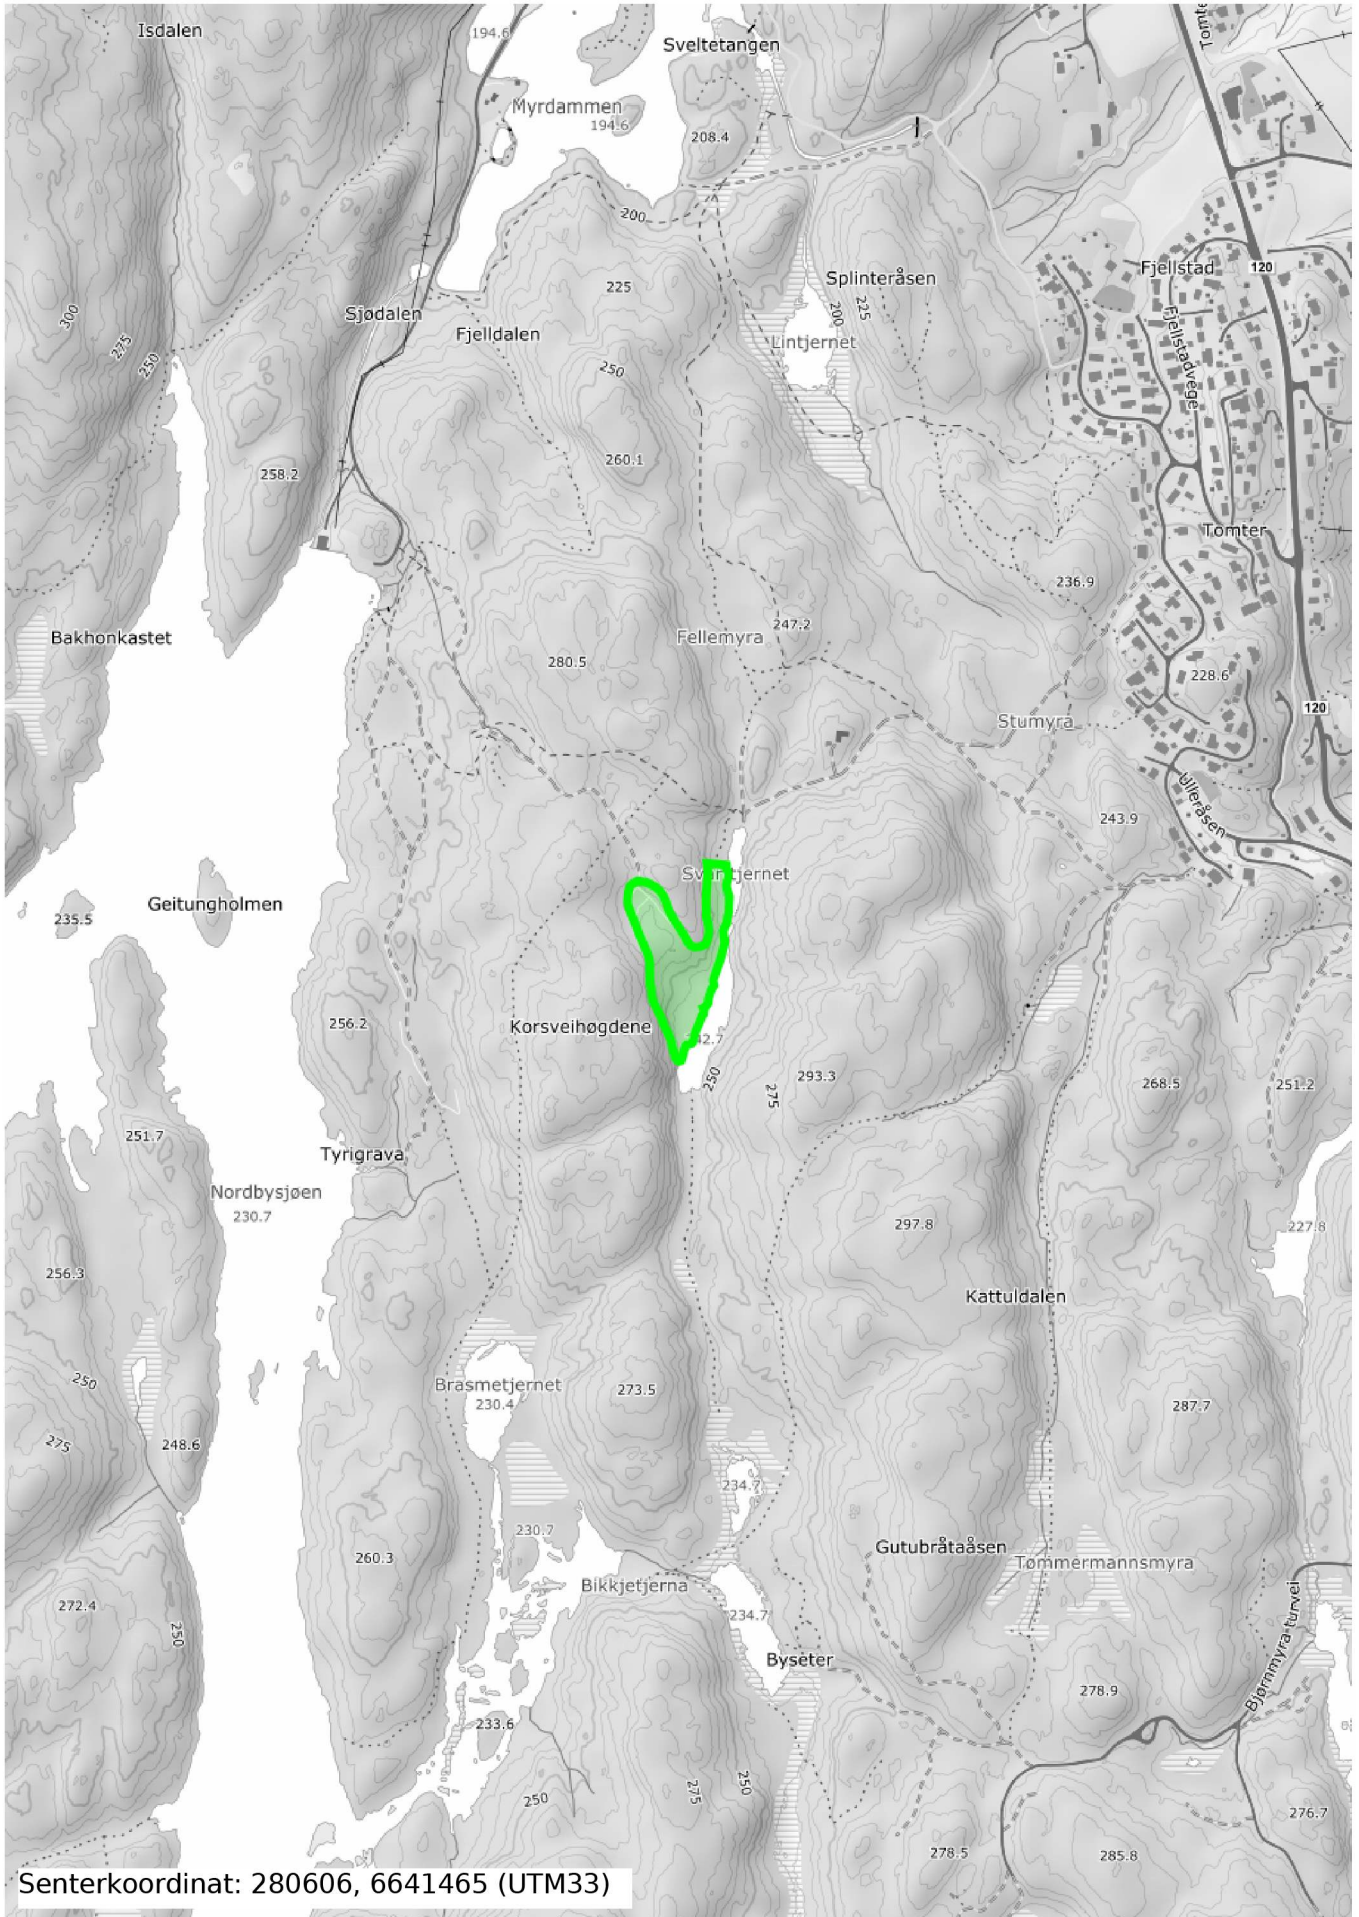 Isdalen
194.6
Sveltetangen
Myrdammen
194.6
208.4
200
Fjellstad
120
Splinteråsen
225
300
200
225
Sjødalen
Fjelldalen
Fjellstadvege
275
Lintjernet
250
250
260.1
258.2
Tomter
236.9
247.2
Bakhonkastet
Fellemyra
280.5
228.6
120
Stumyra
Ulleråsen
243.9
235.5
Geitungholmen
256.2
Korsveihøgdene
250
293.3
275
268.5
251.2
251.7
Tyrigrava
Nordbysjøen
230.7
297.8
227.8
256.3
Kattuldalen
250
Brasmetjernet
230.4
273.5
287.7
275
248.6
234.7
230.7
260.3
Gutubråtaåsen
Tømmermannsmyra
Bikkjetjerna
272.4
234.7
250
Byseter
Bjørnmyra turvei
278.9
233.6
250
275
250
276.7
278.5
285.8
Senterkoordinat: 280606, 6641465 (UTM33)